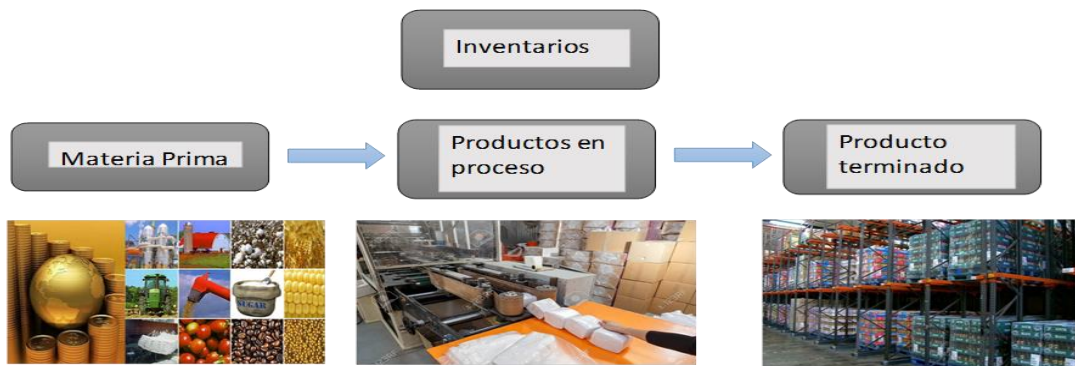 Inventarios
Materia Prima
Productos en
proceso
Producto
terminado
SUGAR